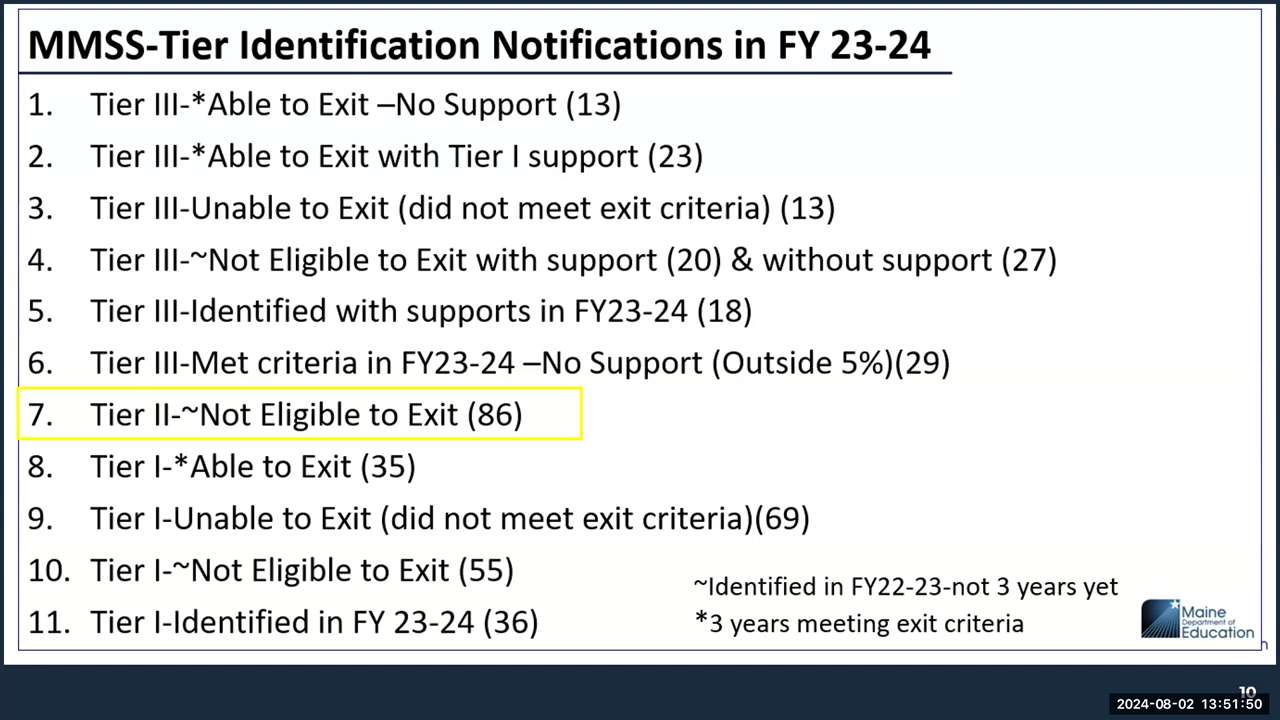 MMSS-Tier Identification Notifications in FY 23-24
1. Tier III-*Able to Exit –No Support (13)
2. Tier III-*Able to Exit with Tier I support (23)
3. Tier III-Unable to Exit (did not meet exit criteria) (13)
4. Tier III-~Not Eligible to Exit with support (20) & without support (27)
5. Tier III-Identified with supports in FY23-24 (18)
6. Tier III-Met criteria in FY23-24 –No Support (Outside 5%)(29)
7. Tier II-~Not Eligible to Exit (86)
8. Tier I-*Able to Exit (35)
9. Tier I-Unable to Exit (did not meet exit criteria)(69)
10. Tier I-~Not Eligible to Exit (55)
11. Tier I-Identified in FY 23-24 (36)
~Identified in FY22-23-not 3 years yet
*3 years meeting exit criteria
Maine
Department of
Education
10
2024-08-02 13:51:50